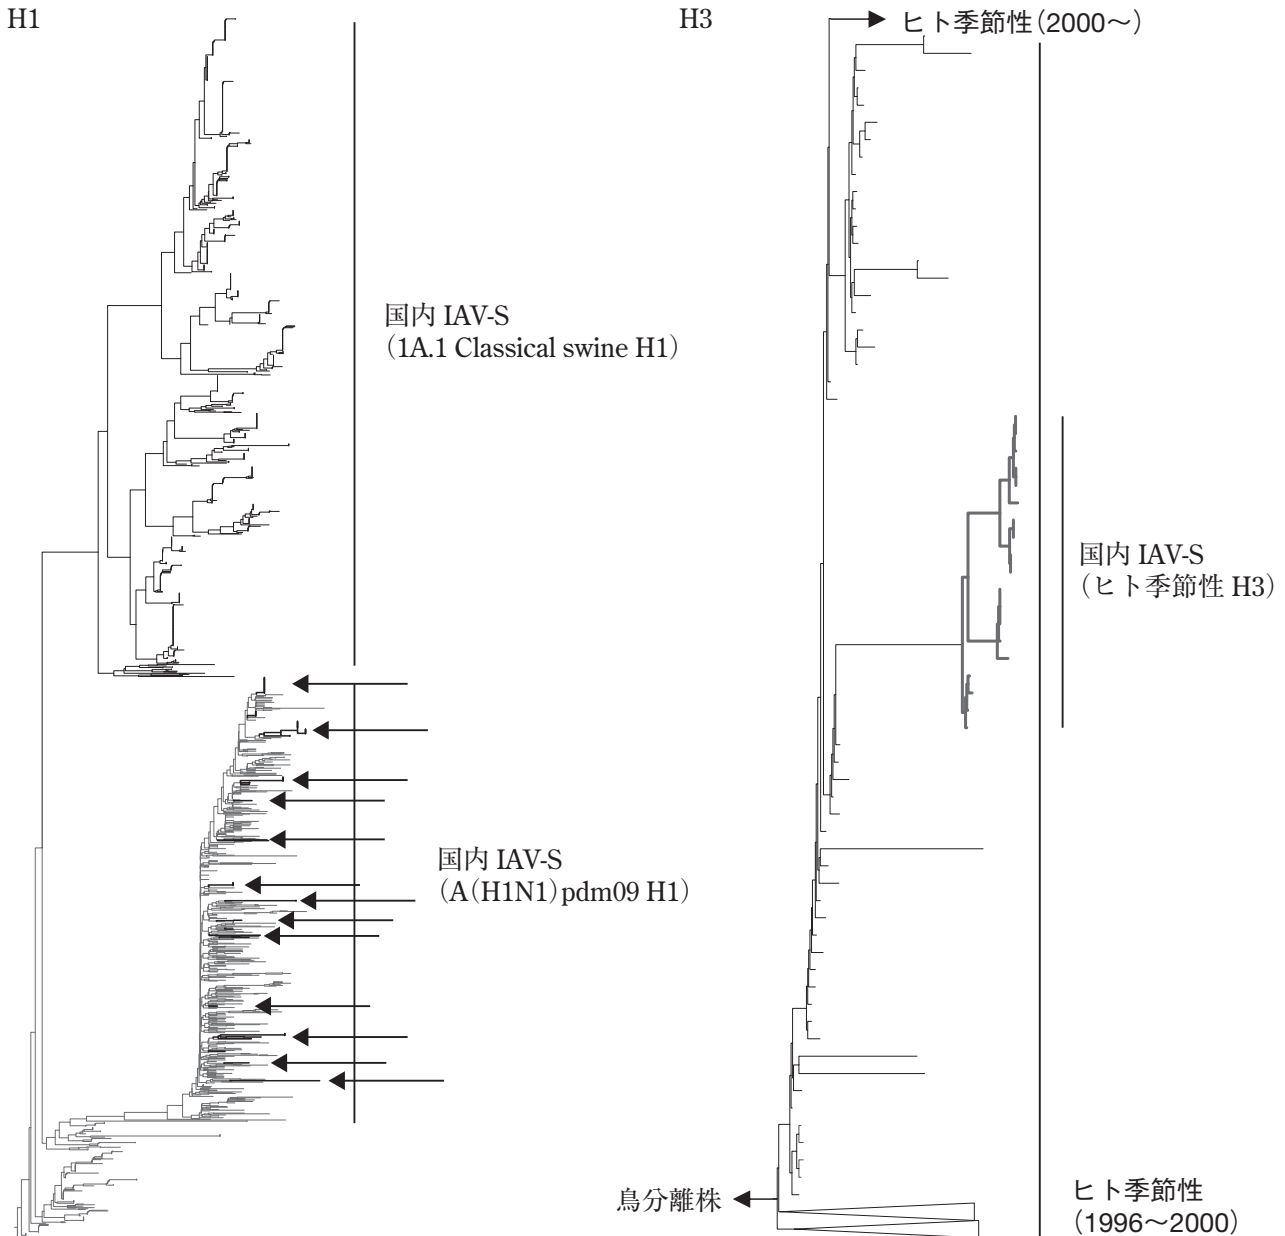 H1
国内 IAV-S
(1A.1 Classical swine H1)
国内 IAV-S
(A(H1N1)pdm09 H1)
H3
ヒト季節性(2000～)
国内 IAV-S
(ヒト季節性 H3)
鳥分離株
ヒト季節性
(1996～2000)